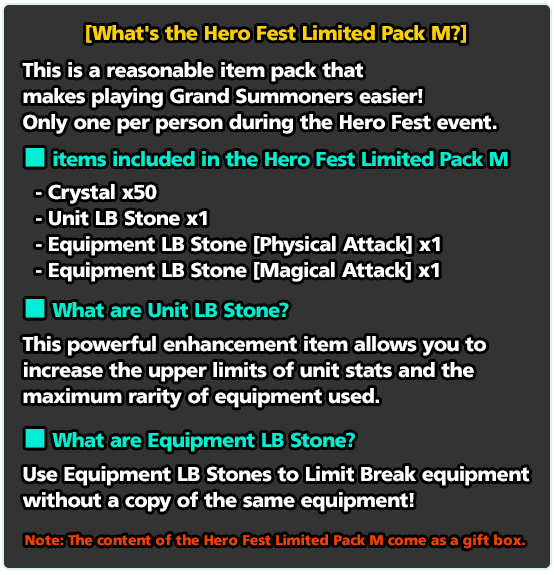 [What's the Hero Fest Limited Pack M?]
This is a reasonable item pack that
makes playing Grand Summoners easier!
Only one per person during the Hero Fest event.
■ items included in the Hero Fest Limited Pack M
- Crystal x50
- Unit LB Stone x1
- Equipment LB Stone [Physical Attack] x1
- Equipment LB Stone [Magical Attack] x1
■ What are Unit LB Stone?
This powerful enhancement item allows you to
increase the upper limits of unit stats and the
maximum rarity of equipment used.
■ What are Equipment LB Stone?
Use Equipment LB Stones to Limit Break equipment
without a copy of the same equipment!
Note: The content of the Hero Fest Limited Pack M come as a gift box.